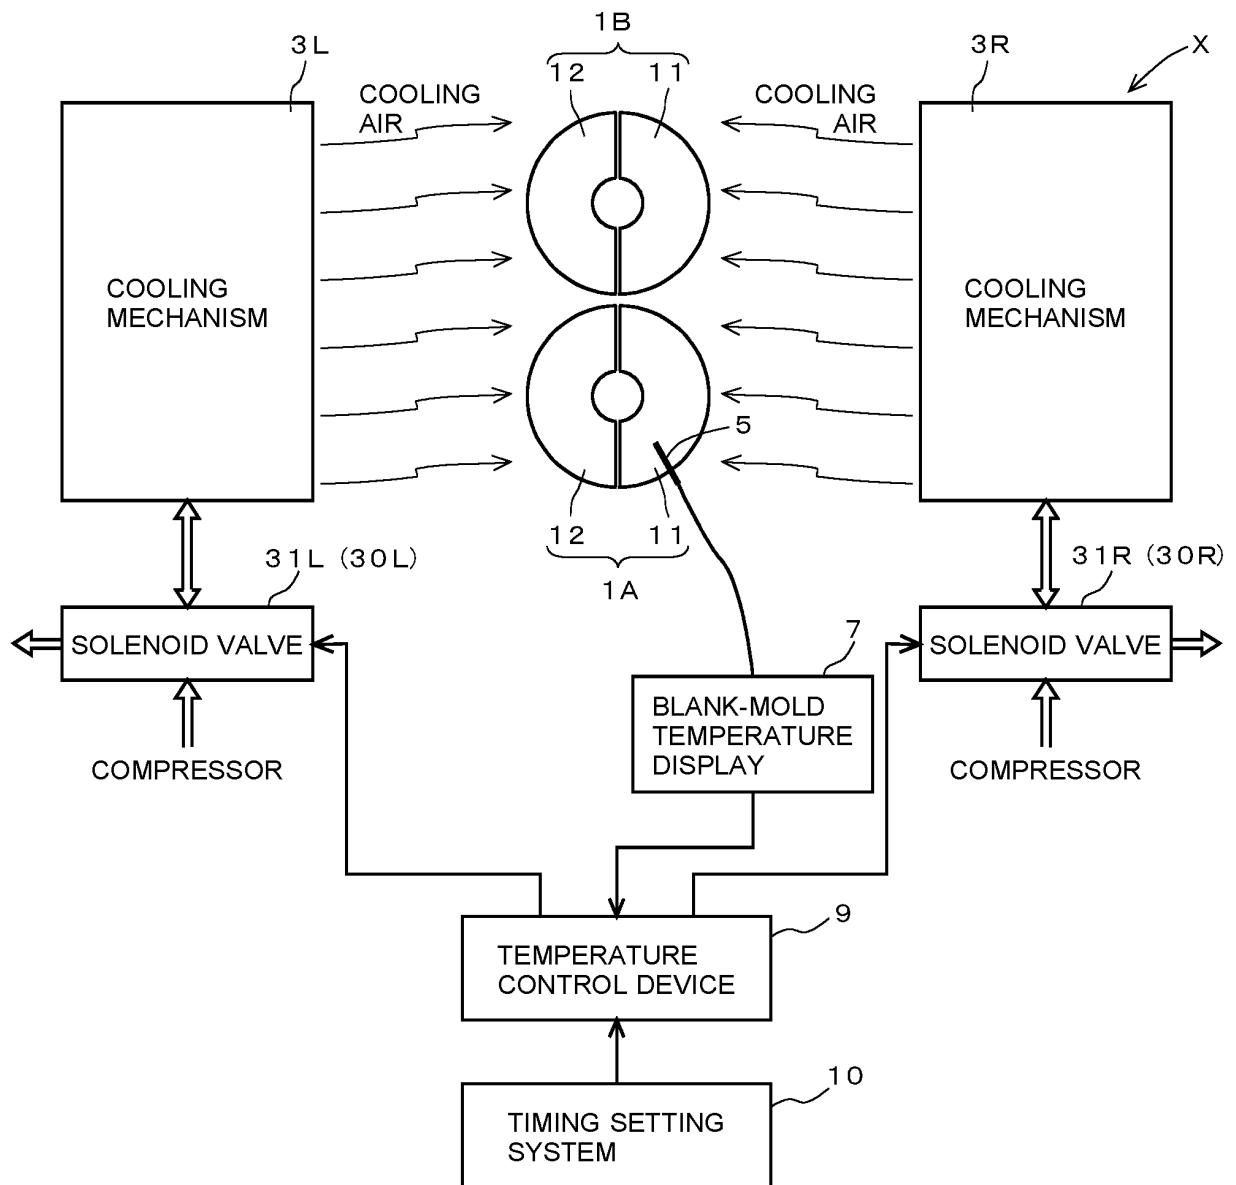 1B
3L
3R
X
12 11
COOLING
AIR
COOLING
AIR
COOLING
MECHANISM
COOLING
MECHANISM
5
12 11
1A
31L (30L)
31R (30R)
SOLENOID VALVE
SOLENOID VALVE
7
BLANK-MOLD
TEMPERATURE
DISPLAY
COMPRESSOR
COMPRESSOR
9
TEMPERATURE
CONTROL DEVICE
10
TIMING SETTING
SYSTEM